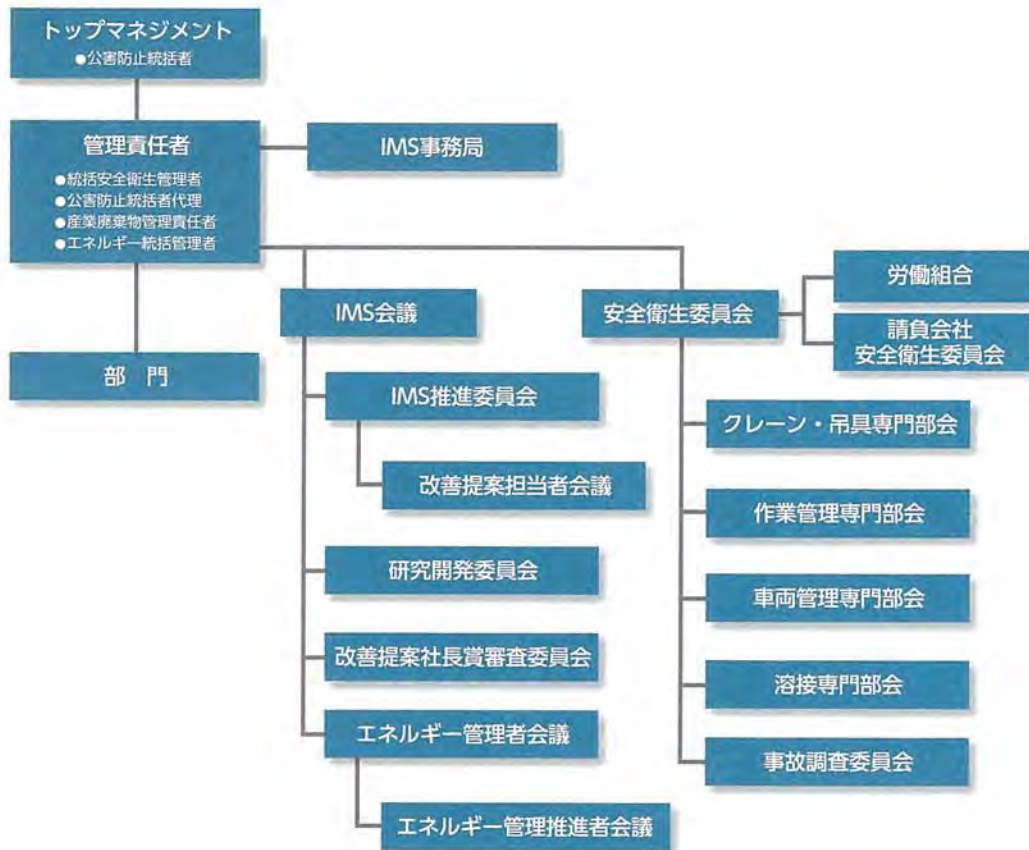 トップマネジメント
●公害防止統括者
管理責任者
●統括安全衛生管理者
●公害防止統括者代理
●産業廃棄物管理責任者
●エネルギー統括管理者
IMS事務局
部 門
IMS会議
IMS推進委員会
改善提案担当者会議
研究開発委員会
改善提案社長賞審査委員会
エネルギー管理者会議
エネルギー管理推進者会議
安全衛生委員会
労働組合
請負会社
安全衛生委員会
クレーン・吊具専門部会
作業管理専門部会
車両管理専門部会
溶接専門部会
事故調査委員会